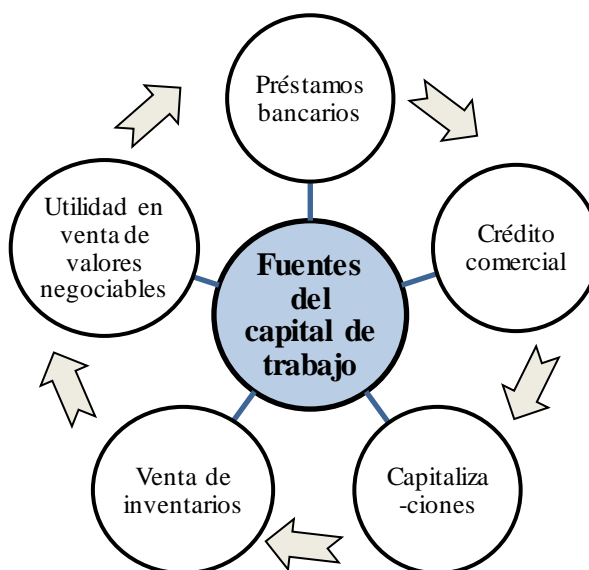 Préstamos
bancarios
Crédito
comercial
Capitaliza
-ciones
Venta de
inventarios
Utilidad en
venta de
valores
negociables
Fuentes
del
capital de
trabajo